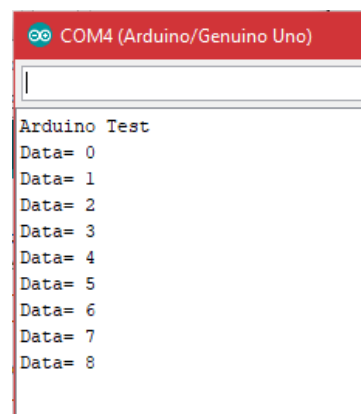 COM4 (Arduino/Genuino Uno)
Arduino Test
Data= 0
Data= 1
Data= 2
Data= 3
Data= 4
Data= 5
Data= 6
Data= 7
Data= 8